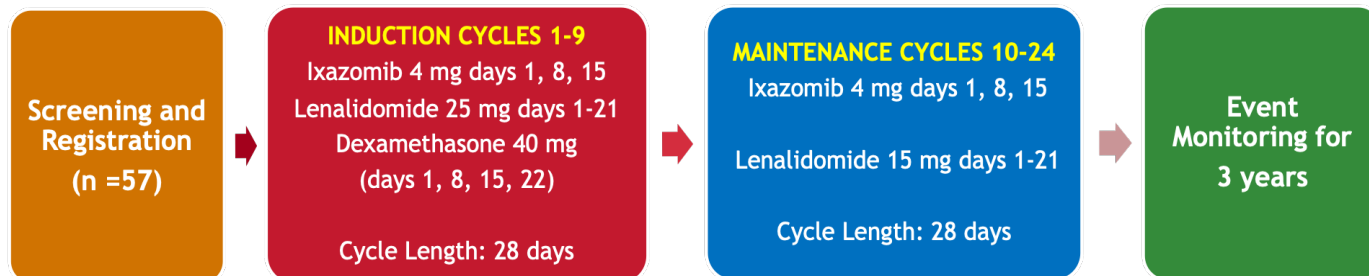 Screening and
Registration
(n =57)
INDUCTION CYCLES 1-9
Ixazomib 4 mg days 1, 8, 15
Lenalidomide 25 mg days 1-21
Dexamethasone 40 mg
(days 1, 8, 15, 22)
Cycle Length: 28 days
MAINTENANCE CYCLES 10-24
Ixazomib 4 mg days 1, 8, 15
Lenalidomide 15 mg days 1-21
Cycle Length: 28 days
Event
Monitoring for
3 years